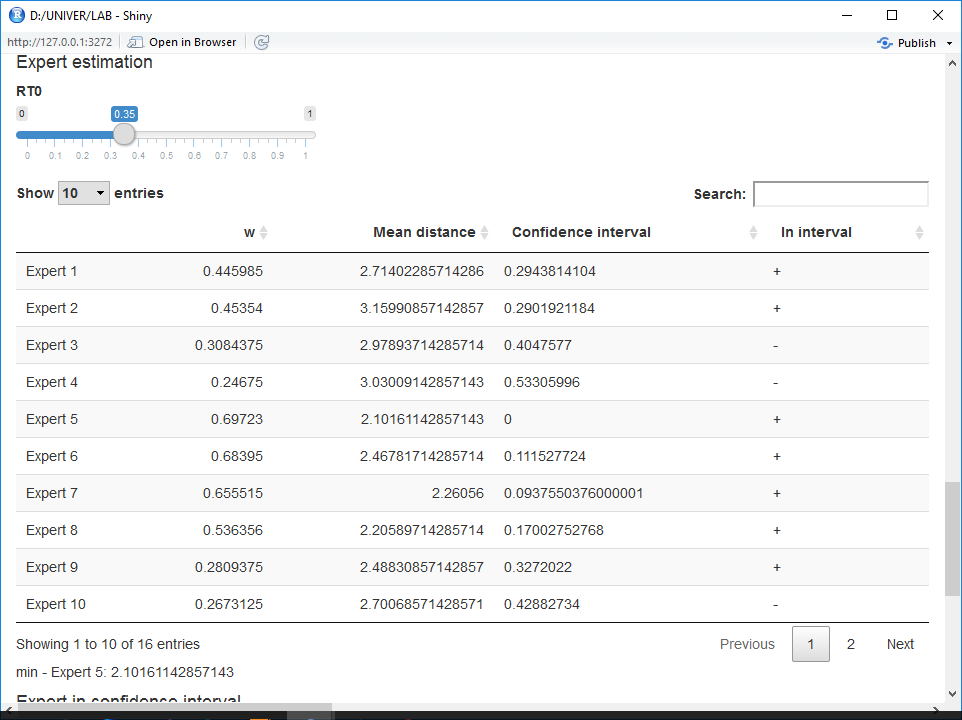 D:/UNIVER/LAB - Shiny
http://127.0.0.1:3272 Open in Browser Publish
Expert estimation
RT0
0 0.35 1
0 0.1 0.2 0.3 0.4 0.5 0.6 0.7 0.8 0.9 1
Show 10 entries Search:
w Mean distance Confidence interval In interval
Expert 1 0.445985 2.71402285714286 0.2943814104 +
Expert 2 0.45354 3.15990857142857 0.2901921184 +
Expert 3 0.3084375 2.97893714285714 0.4047577 -
Expert 4 0.24675 3.03009142857143 0.53305996 -
Expert 5 0.69723 2.10161142857143 0 +
Expert 6 0.68395 2.46781714285714 0.111527724 +
Expert 7 0.655515 2.26056 0.0937550376000001 +
Expert 8 0.536356 2.20589714285714 0.17002752768 +
Expert 9 0.2809375 2.48830857142857 0.3272022 +
Expert 10 0.2673125 2.70068571428571 0.42882734 -
Showing 1 to 10 of 16 entries Previous 1 2 Next
min - Expert 5: 2.10161142857143
Expert in confidence interval